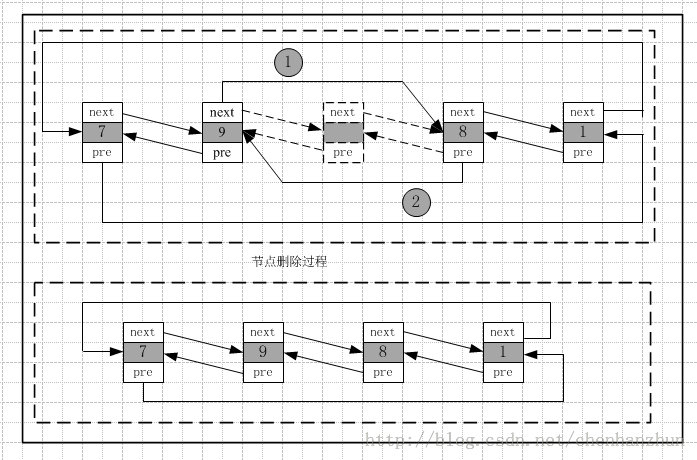 1
next next next next next
7 9 8 1
pre pre pre pre pre
2
节点删除过程
next next next next
7 9 8 1
pre pre pre pre
http://blog.csdn.net/chenhanzhun